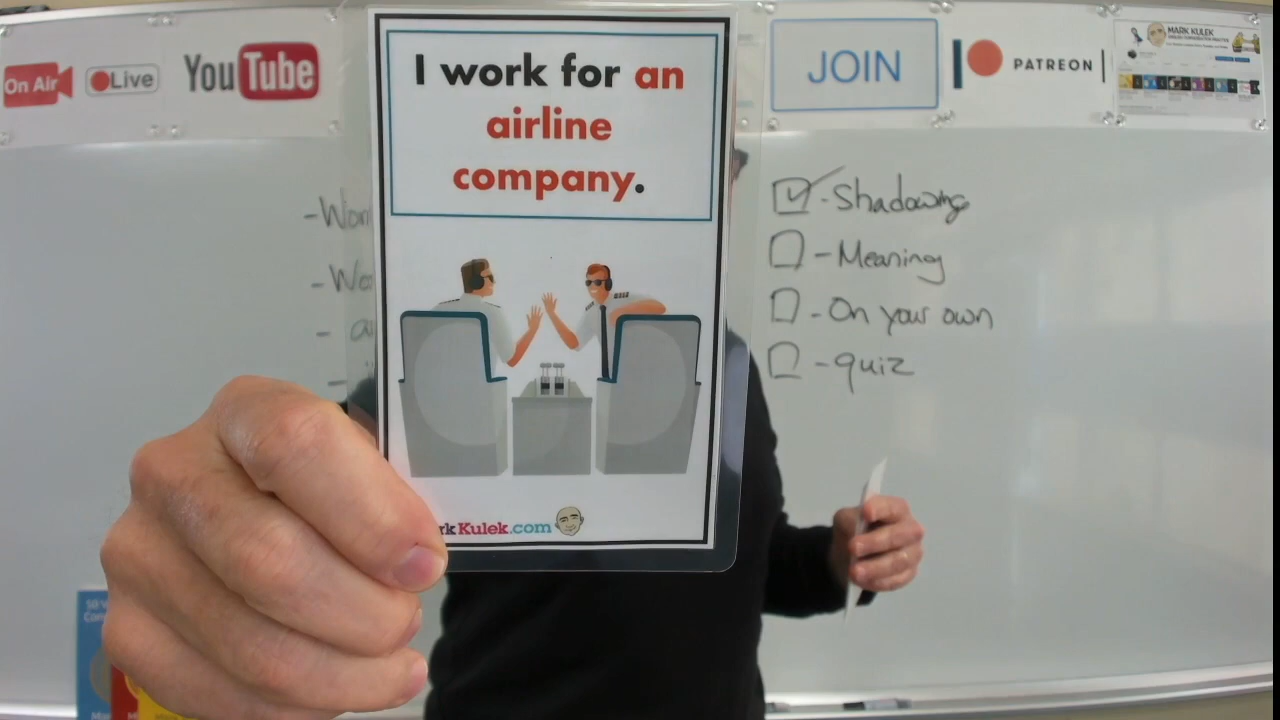 On Air
Live
YouTube
I work for an
airline
company.
JOIN
PATREON
MARK KULEK
- Shadowing
- Meaning
- On your own
- quiz
Kulek.com